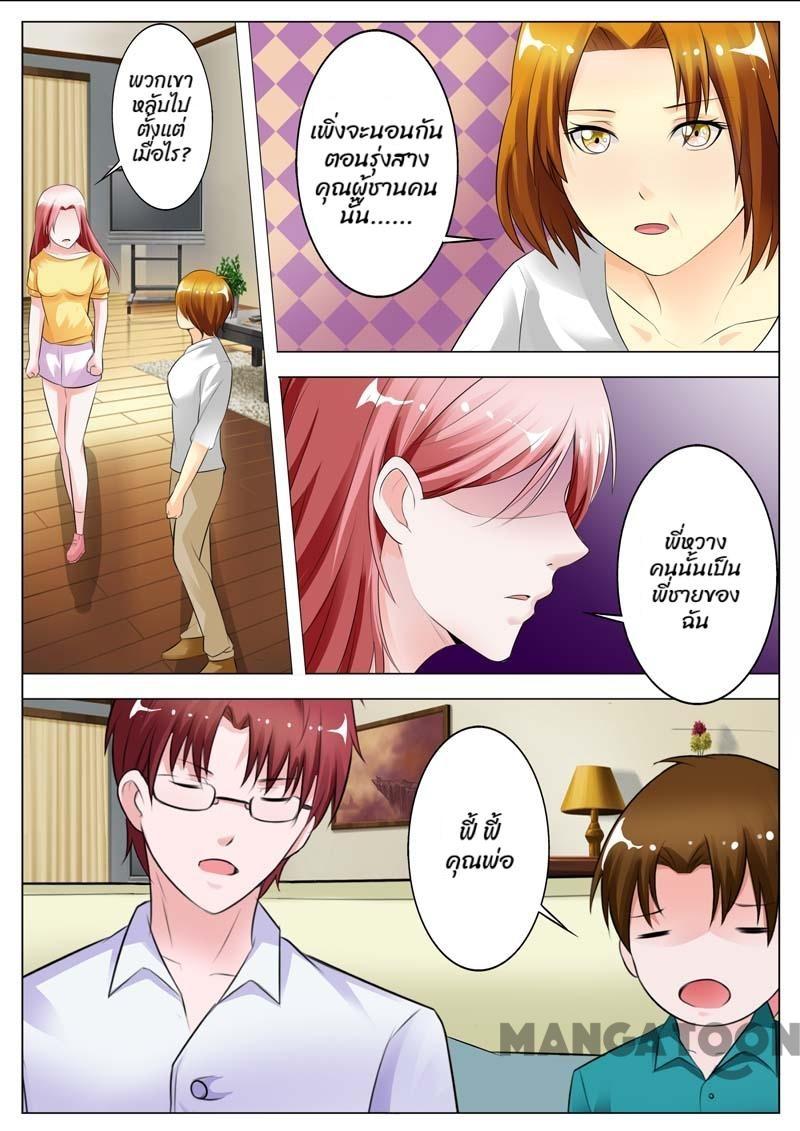 พวกเขา
หลับไป
ตั้งแต่
เมื่อไร?
เพิ่งจะนอนกัน
ตอนรุ่งสาง
คุณผู้ชานคน
นั้น......
พี่หวาง
คนนั้นเป็น
พี่ชายของ
ฉัน
ฟี้ ฟี้
คุณพ่อ
MANGATOON